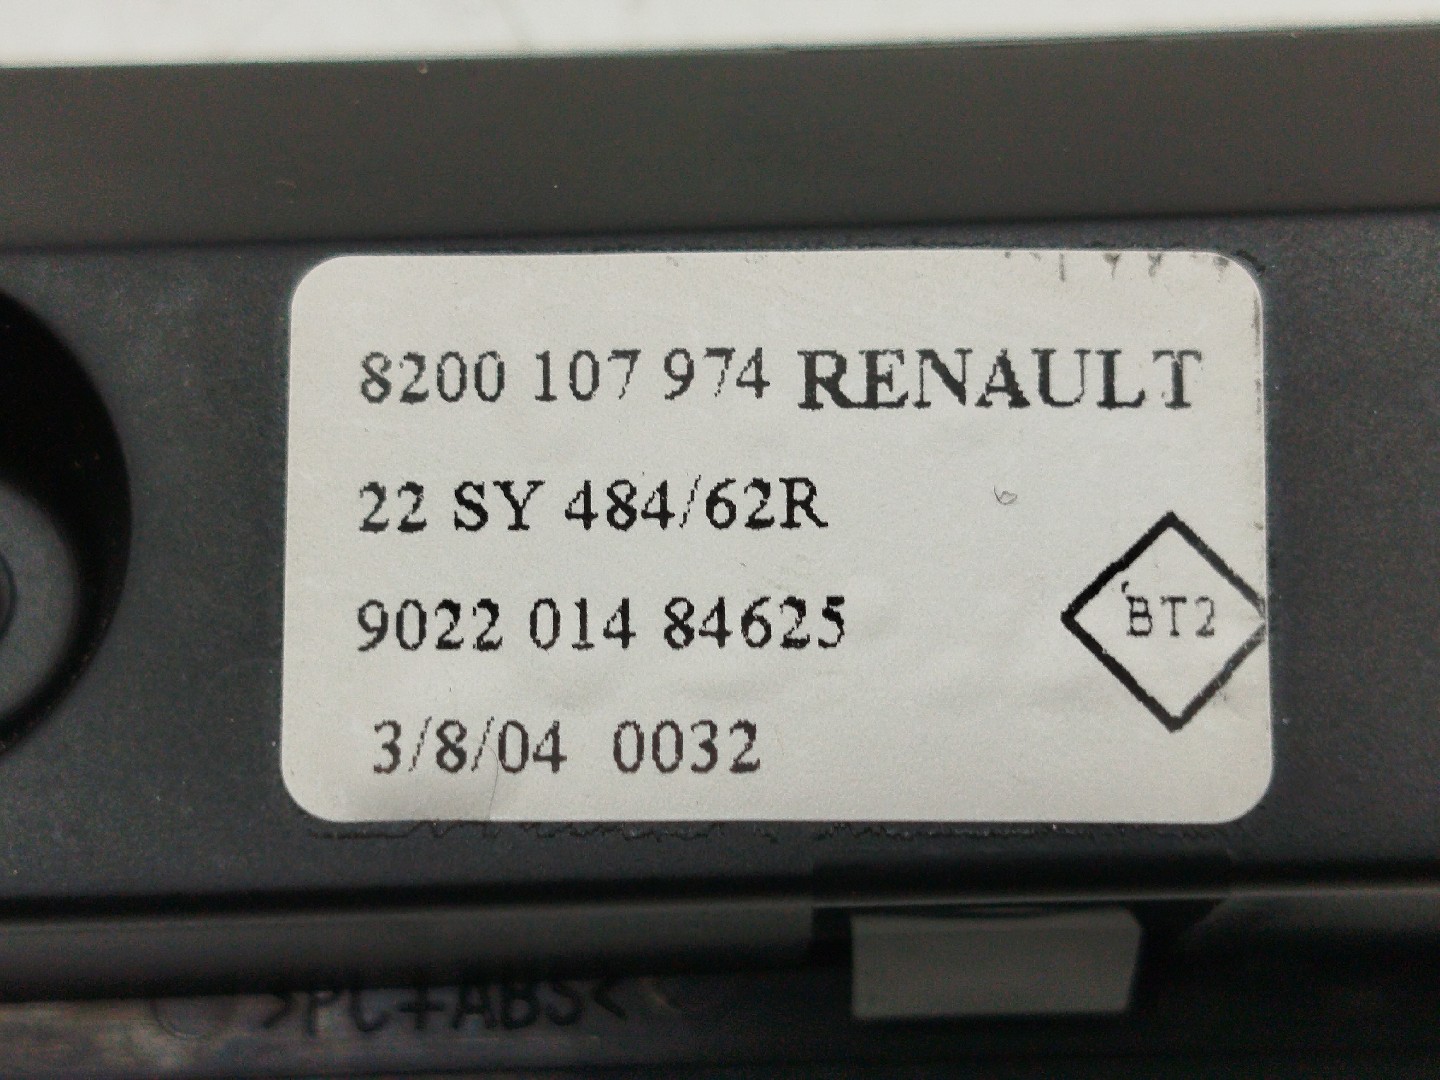 8200 107 974 RENAULT
22 SY 484/62R
9022 014 84625
BT2
3/8/04 0032
>PC+ABS<